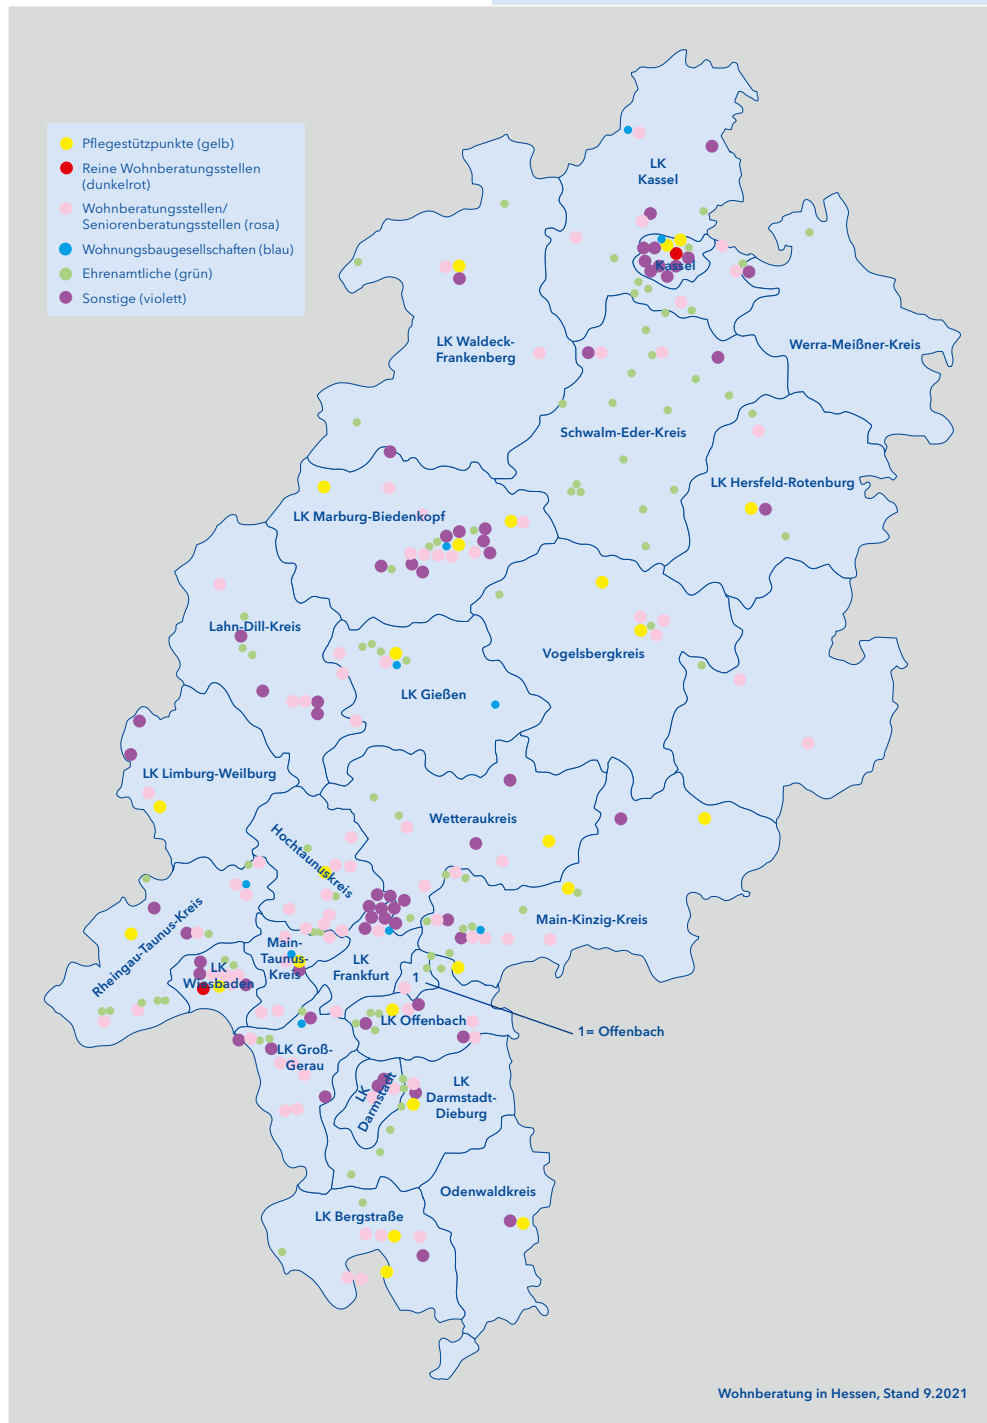 Pflegestützpunkte (gelb)
Reine Wohnberatungsstellen
(dunkelrot)
Wohnberatungsstellen/
Seniorenberatungsstellen (rosa)
Wohnungsbaugesellschaften (blau)
Ehrenamtliche (grün)
Sonstige (violett)
LK
Kassel
Kassel
LK Waldeck-
Frankenberg
Werra-Meißner-Kreis
Schwalm-Eder-Kreis
LK Hersfeld-Rotenburg
LK Marburg-Biedenkopf
Lahn-Dill-Kreis
Vogelsbergkreis
LK Gießen
LK Limburg-Weilburg
Wetteraukreis
Hochtaunuskreis
Main-Kinzig-Kreis
Rheingau-Taunus-Kreis
Main-
Taunus-
Kreis
LK
Frankfurt
LK
Wiesbaden
1
LK Offenbach
1= Offenbach
LK Groß-
Gerau
LK
Darmstadt
LK
Darmstadt-
Dieburg
Odenwaldkreis
LK Bergstraße
Wohnberatung in Hessen, Stand 9.2021